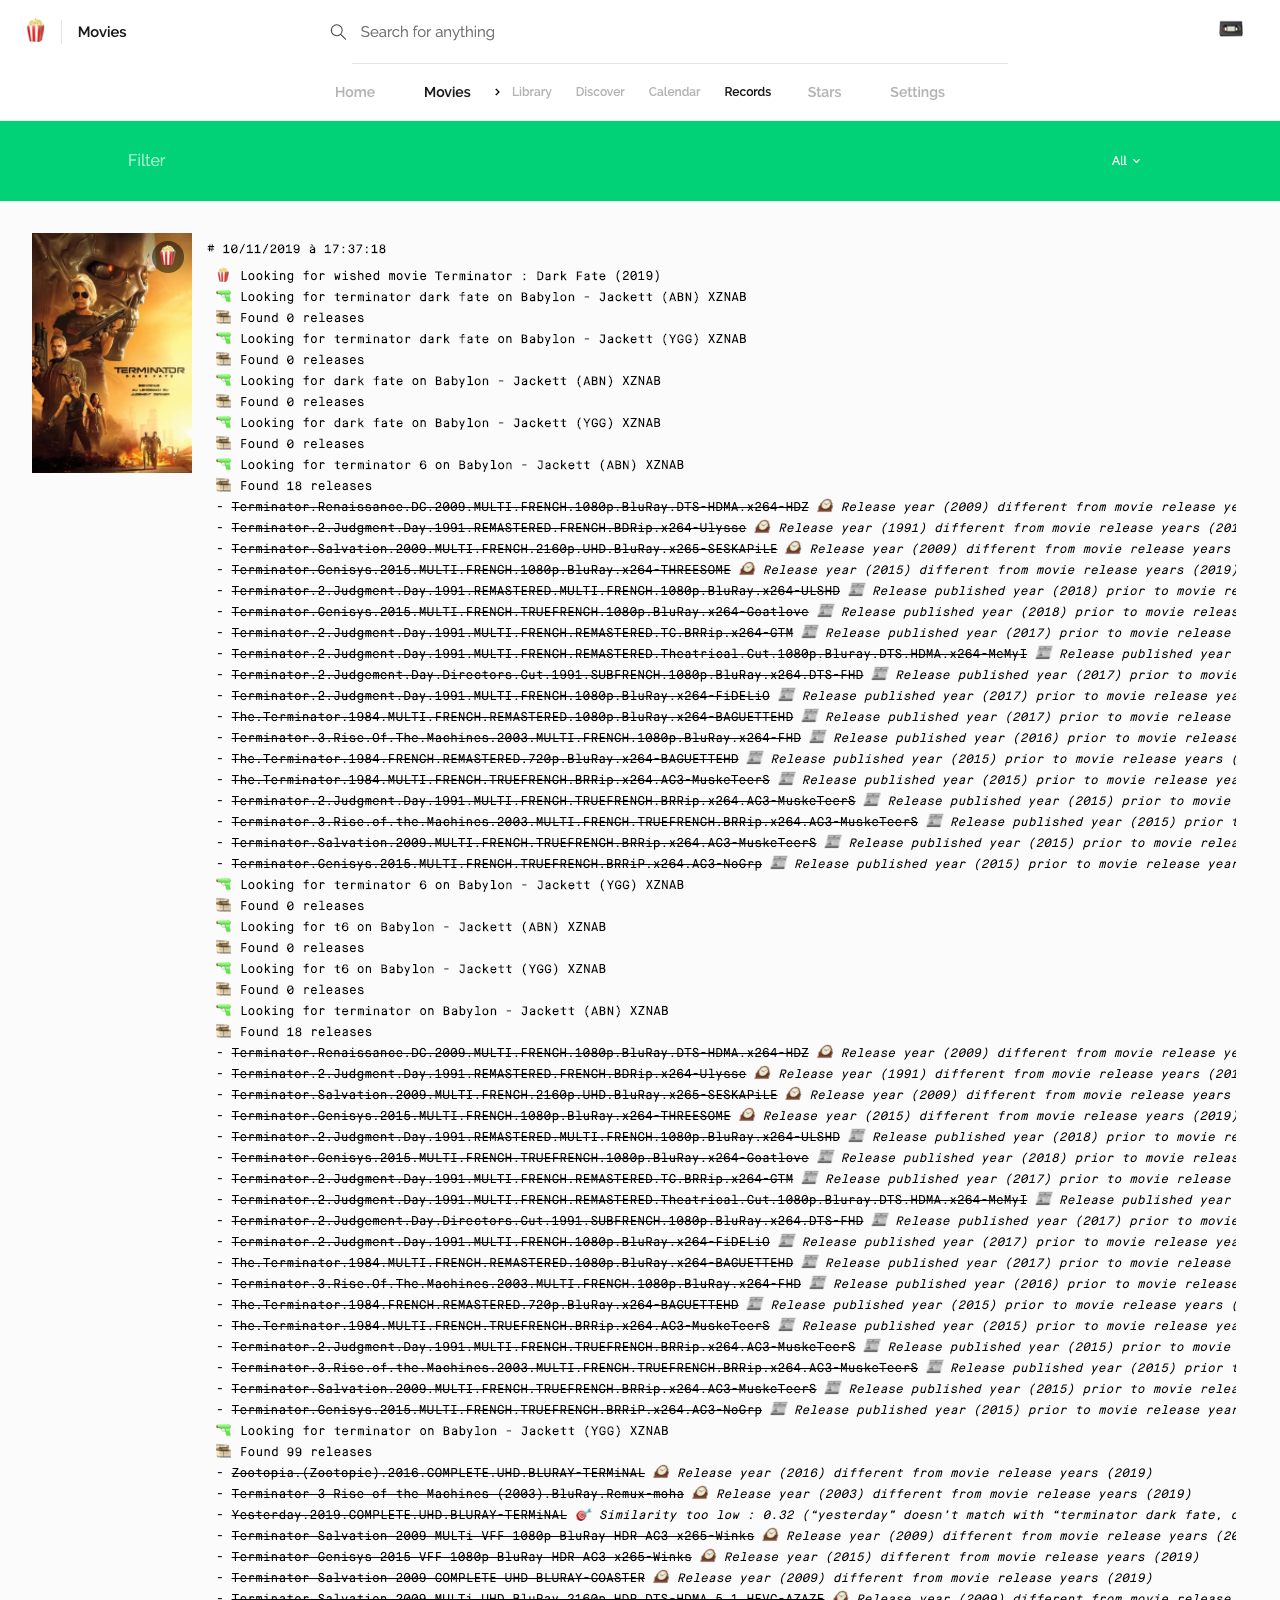 Movies
Search for anything
Home Movies Library Discover Calendar Records Stars Settings
Filter All
TERMINATOR
DARK FATE
# 10/11/2019 à 17:37:18
Looking for wished movie Terminator : Dark Fate (2019)
Looking for terminator dark fate on Babylon - Jackett (ABN) XZNAB
Found 0 releases
Looking for terminator dark fate on Babylon - Jackett (YGG) XZNAB
Found 0 releases
Looking for dark fate on Babylon - Jackett (ABN) XZNAB
Found 0 releases
Looking for dark fate on Babylon - Jackett (YGG) XZNAB
Found 0 releases
Looking for terminator 6 on Babylon - Jackett (ABN) XZNAB
Found 18 releases
- Terminator.Renaissance.DC.2009.MULTI.FRENCH.1080p.BluRay.DTS-HDMA.x264-HDZ Release year (2009) different from movie release ye
- Terminator.2.Judgment.Day.1991.REMASTERED.FRENCH.BDRip.x264-Ulysse Release year (1991) different from movie release years (201
- Terminator.Salvation.2009.MULTI.FRENCH.2160p.UHD.BluRay.x265-SESKAPiLE Release year (2009) different from movie release years
- Terminator.Genisys.2015.MULTI.FRENCH.1080p.BluRay.x264-THREESOME Release year (2015) different from movie release years (2019)
- Terminator.2.Judgment.Day.1991.REMASTERED.MULTI.FRENCH.1080p.BluRay.x264-ULSHD Release published year (2018) prior to movie re
- Terminator.Genisys.2015.MULTI.FRENCH.TRUEFRENCH.1080p.BluRay.x264-Goatlove Release published year (2018) prior to movie releas
- Terminator.2.Judgment.Day.1991.MULTI.FRENCH.REMASTERED.TC.BRRip.x264-GTM Release published year (2017) prior to movie release
- Terminator.2.Judgment.Day.1991.MULTI.FRENCH.REMASTERED.Theatrical.Cut.1080p.Bluray.DTS.HDMA.x264-MeMyI Release published year
- Terminator.2.Judgement.Day.Directors.Cut.1991.SUBFRENCH.1080p.BluRay.x264.DTS-FHD Release published year (2017) prior to movie
- Terminator.2.Judgment.Day.1991.MULTI.FRENCH.1080p.BluRay.x264-FiDELiO Release published year (2017) prior to movie release yea
- The.Terminator.1984.MULTI.FRENCH.REMASTERED.1080p.BluRay.x264-BAGUETTEHD Release published year (2017) prior to movie release
- Terminator.3.Rise.Of.The.Machines.2003.MULTI.FRENCH.1080p.BluRay.x264-FHD Release published year (2016) prior to movie release
- The.Terminator.1984.FRENCH.REMASTERED.720p.BluRay.x264-BAGUETTEHD Release published year (2015) prior to movie release years (
- The.Terminator.1984.MULTI.FRENCH.TRUEFRENCH.BRRip.x264.AC3-MuskeTeerS Release published year (2015) prior to movie release yea
- Terminator.2.Judgment.Day.1991.MULTI.FRENCH.TRUEFRENCH.BRRip.x264.AC3-MuskeTeerS Release published year (2015) prior to movie
- Terminator.3.Rise.of.the.Machines.2003.MULTI.FRENCH.TRUEFRENCH.BRRip.x264.AC3-MuskeTeerS Release published year (2015) prior t
- Terminator.Salvation.2009.MULTI.FRENCH.TRUEFRENCH.BRRip.x264.AC3-MuskeTeerS Release published year (2015) prior to movie relea
- Terminator.Genisys.2015.MULTI.FRENCH.TRUEFRENCH.BRRiP.x264.AC3-NoGrp Release published year (2015) prior to movie release year
Looking for terminator 6 on Babylon - Jackett (YGG) XZNAB
Found 0 releases
Looking for t6 on Babylon - Jackett (ABN) XZNAB
Found 0 releases
Looking for t6 on Babylon - Jackett (YGG) XZNAB
Found 0 releases
Looking for terminator on Babylon - Jackett (ABN) XZNAB
Found 18 releases
- Terminator.Renaissance.DC.2009.MULTI.FRENCH.1080p.BluRay.DTS-HDMA.x264-HDZ Release year (2009) different from movie release ye
- Terminator.2.Judgment.Day.1991.REMASTERED.FRENCH.BDRip.x264-Ulysse Release year (1991) different from movie release years (201
- Terminator.Salvation.2009.MULTI.FRENCH.2160p.UHD.BluRay.x265-SESKAPiLE Release year (2009) different from movie release years
- Terminator.Genisys.2015.MULTI.FRENCH.1080p.BluRay.x264-THREESOME Release year (2015) different from movie release years (2019)
- Terminator.2.Judgment.Day.1991.REMASTERED.MULTI.FRENCH.1080p.BluRay.x264-ULSHD Release published year (2018) prior to movie re
- Terminator.Genisys.2015.MULTI.FRENCH.TRUEFRENCH.1080p.BluRay.x264-Goatlove Release published year (2018) prior to movie releas
- Terminator.2.Judgment.Day.1991.MULTI.FRENCH.REMASTERED.TC.BRRip.x264-GTM Release published year (2017) prior to movie release
- Terminator.2.Judgment.Day.1991.MULTI.FRENCH.REMASTERED.Theatrical.Cut.1080p.Bluray.DTS.HDMA.x264-MeMyI Release published year
- Terminator.2.Judgement.Day.Directors.Cut.1991.SUBFRENCH.1080p.BluRay.x264.DTS-FHD Release published year (2017) prior to movie
- Terminator.2.Judgment.Day.1991.MULTI.FRENCH.1080p.BluRay.x264-FiDELiO Release published year (2017) prior to movie release yea
- The.Terminator.1984.MULTI.FRENCH.REMASTERED.1080p.BluRay.x264-BAGUETTEHD Release published year (2017) prior to movie release
- Terminator.3.Rise.Of.The.Machines.2003.MULTI.FRENCH.1080p.BluRay.x264-FHD Release published year (2016) prior to movie release
- The.Terminator.1984.FRENCH.REMASTERED.720p.BluRay.x264-BAGUETTEHD Release published year (2015) prior to movie release years (
- The.Terminator.1984.MULTI.FRENCH.TRUEFRENCH.BRRip.x264.AC3-MuskeTeerS Release published year (2015) prior to movie release yea
- Terminator.2.Judgment.Day.1991.MULTI.FRENCH.TRUEFRENCH.BRRip.x264.AC3-MuskeTeerS Release published year (2015) prior to movie
- Terminator.3.Rise.of.the.Machines.2003.MULTI.FRENCH.TRUEFRENCH.BRRip.x264.AC3-MuskeTeerS Release published year (2015) prior t
- Terminator.Salvation.2009.MULTI.FRENCH.TRUEFRENCH.BRRip.x264.AC3-MuskeTeerS Release published year (2015) prior to movie relea
- Terminator.Genisys.2015.MULTI.FRENCH.TRUEFRENCH.BRRiP.x264.AC3-NoGrp Release published year (2015) prior to movie release year
Looking for terminator on Babylon - Jackett (YGG) XZNAB
Found 99 releases
- Zootopia.(Zootopie).2016.COMPLETE.UHD.BLURAY-TERMiNAL Release year (2016) different from movie release years (2019)
- Terminator 3 Rise of the Machines (2003).BluRay.Remux-moha Release year (2003) different from movie release years (2019)
- Yesterday.2019.COMPLETE.UHD.BLURAY-TERMiNAL Similarity too low : 0.32 (“yesterday” doesn't match with “terminator dark fate, d
- Terminator Salvation 2009 MULTi VFF 1080p BluRay HDR AC3 x265-Winks Release year (2009) different from movie release years (20
- Terminator Genisys 2015 VFF 1080p BluRay HDR AC3 x265-Winks Release year (2015) different from movie release years (2019)
- Terminator Salvation 2009 COMPLETE UHD BLURAY-COASTER Release year (2009) different from movie release years (2019)
- Terminator Salvation 2009 MULTi UHD BluRay 2160p HDR DTS-HDMA 5.1 HEVC-AZAZE Release year (2009) different from movie release